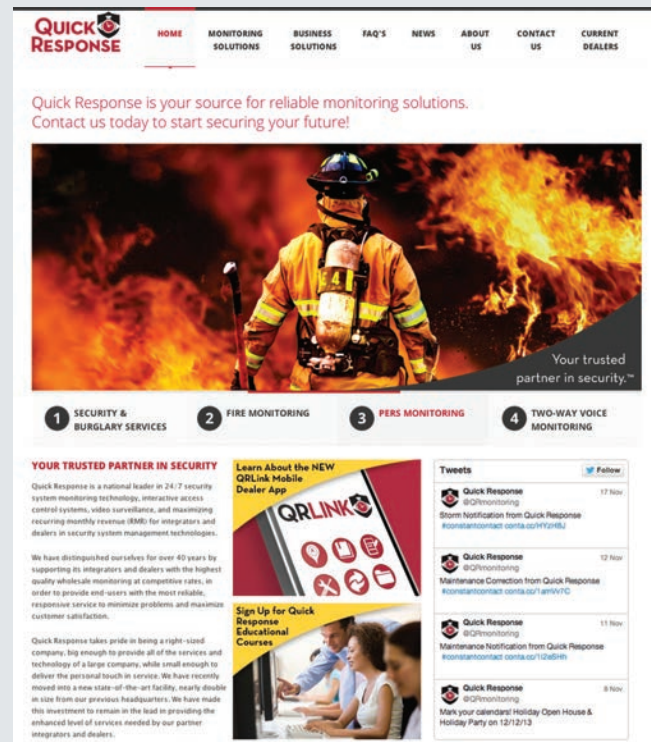 QUICK
RESPONSE
HOME
MONITORING
SOLUTIONS
BUSINESS
SOLUTIONS
FAQ'S
NEWS
ABOUT
US
CONTACT
US
CURRENT
DEALERS
Quick Response is your source for reliable monitoring solutions.
Contact us today to start securing your future!
4
Your trusted
partner in security.™
1 SECURITY &
BURGLARY SERVICES
2 FIRE MONITORING
3 PERS MONITORING
4 TWO-WAY VOICE
MONITORING
YOUR TRUSTED PARTNER IN SECURITY
Quick Response is a national leader in 24/7 security
system monitoring technology, interactive access
control systems, video surveillance, and maximizing
recurring monthly revenue (RMR) for integrators and
dealers in security system management technologies.
We have distinguished ourselves for over 40 years by
supporting its integrators and dealers with the highest
quality wholesale monitoring at competitive rates, in
order to provide end-users with the most reliable,
responsive service to minimize problems and maximize
customer satisfaction.
Quick Response takes pride in being a right-sized
company, big enough to provide all of the services and
technology of a large company, while small enough to
deliver the personal touch in service. We have recently
moved into a new state-of-the-art facility, nearly double
in size from our previous headquarters. We have made
this investment to remain in the lead in providing the
enhanced level of services needed by our partner
integrators and dealers.
Learn About the NEW
QRLink Mobile
Dealer App
QRLINK
Sign Up for Quick
Response
Educational
Courses
Tweets
Follow
Quick Response 17 Nov
@QRmonitoring
Storm Notification from Quick Response
#constantcontact conta.cc/HYzH8J
Quick Response 12 Nov
@QRmonitoring
Maintenance Correction from Quick Response
#constantcontact conta.cc/1amVv7C
Quick Response 11 Nov
@QRmonitoring
Maintenance Notification from Quick Response
#constantcontact
Quick Response 8 Nov
@QRmonitoring
Mark your calendars! Holiday Open House &
Holiday Party on 12/12/13